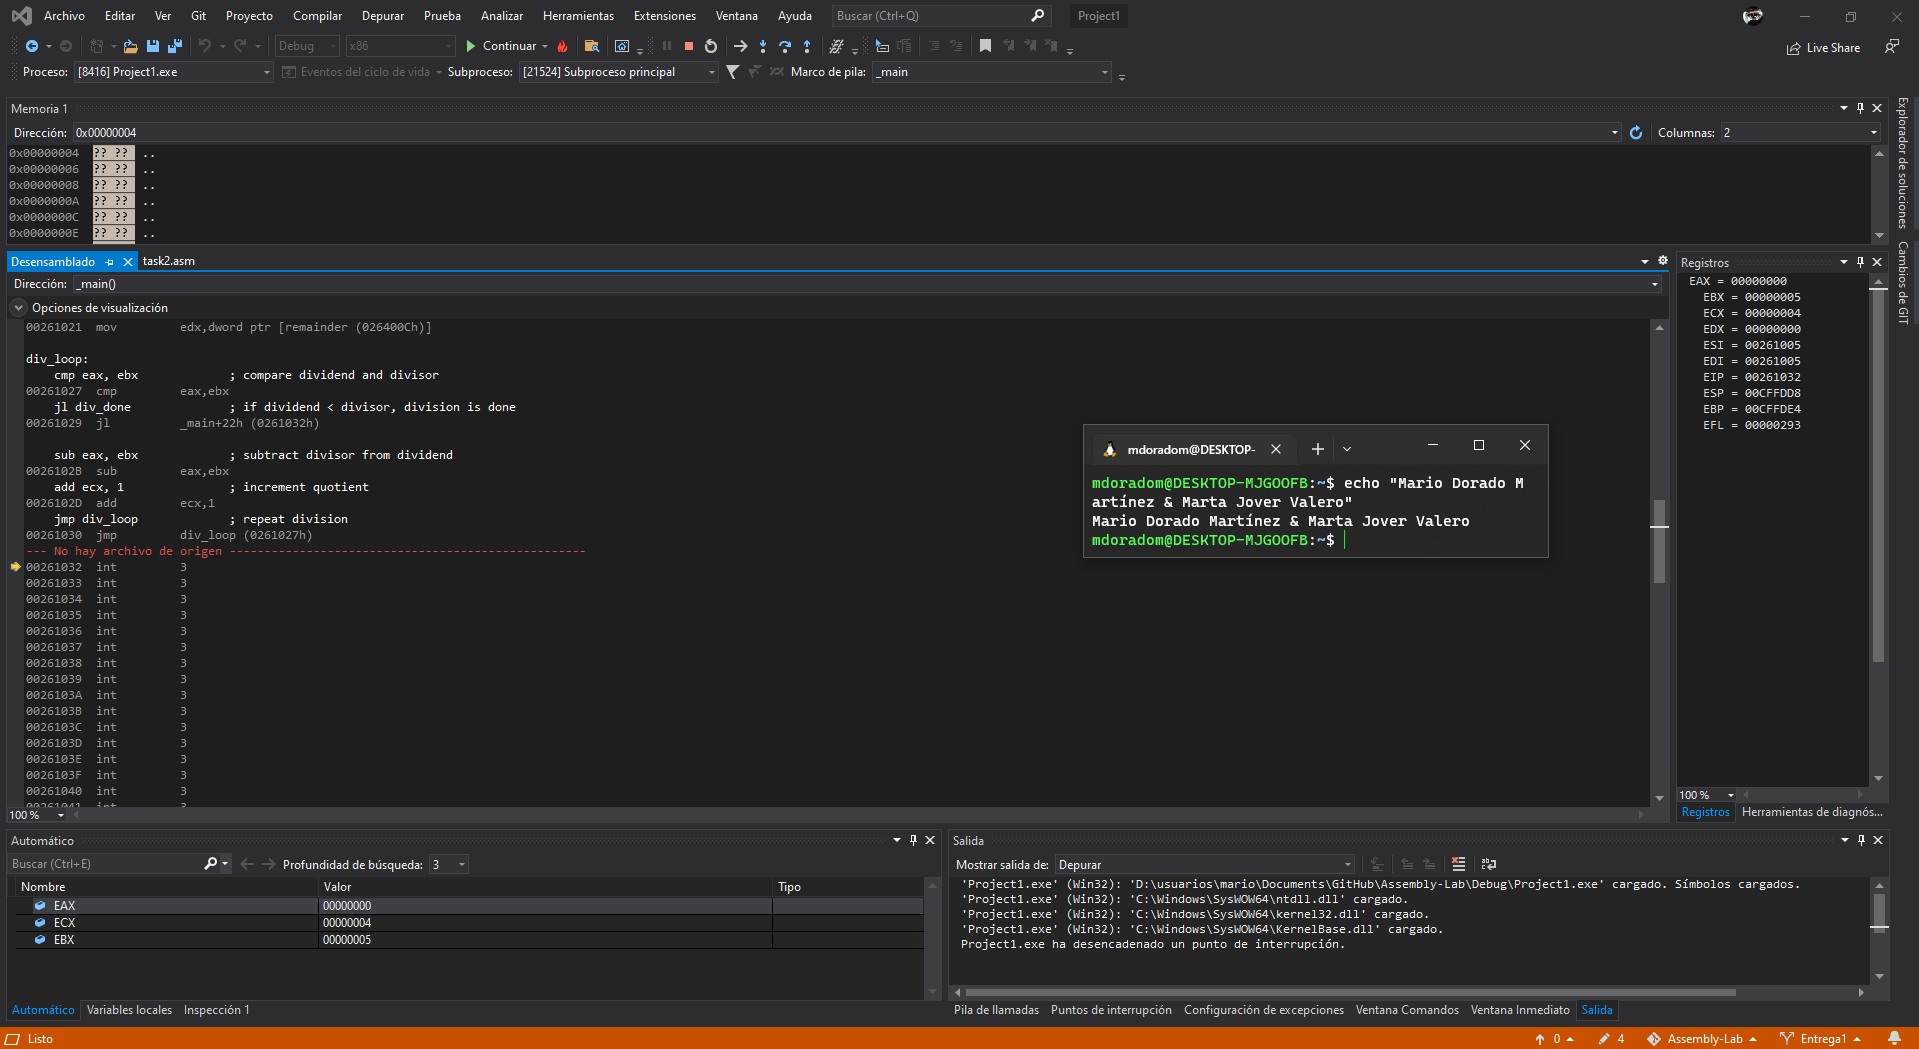 Archivo Editar Ver Git Proyecto Compilar Depurar Prueba Analizar Herramientas Extensiones Ventana Ayuda Buscar (Ctrl+Q) Project1
Debug x86 Continuar Live Share
Proceso: [8416] Project1.exe Eventos del ciclo de vida Subproceso: [21524] Subproceso principal Marco de pila: _main
Memoria 1
Dirección: 0x00000004 Columnas: 2
0x00000004 ?? ?? ..
0x00000006 ?? ?? ..
0x00000008 ?? ?? ..
0x0000000A ?? ?? ..
0x0000000C ?? ?? ..
0x0000000E ?? ?? ..
Explorador de soluciones
Cambios de GIT
Desensamblado task2.asm
Dirección: _main()
Opciones de visualización
00261021 mov edx,dword ptr [remainder (026400Ch)]
div_loop:
cmp eax, ebx ; compare dividend and divisor
00261027 cmp eax,ebx
jl div_done ; if dividend < divisor, division is done
00261029 jl _main+22h (0261032h)
sub eax, ebx ; subtract divisor from dividend
0026102B sub eax,ebx
add ecx, 1 ; increment quotient
0026102D add ecx,1
jmp div_loop ; repeat division
00261030 jmp div_loop (0261027h)
--- No hay archivo de origen ---------------------------------------------------
00261032 int 3
00261033 int 3
00261034 int 3
00261035 int 3
00261036 int 3
00261037 int 3
00261038 int 3
00261039 int 3
0026103A int 3
0026103B int 3
0026103C int 3
0026103D int 3
0026103E int 3
0026103F int 3
00261040 int 3
00261041 int 3
100 %
mdoradom@DESKTOP-
mdoradom@DESKTOP-MJGOOFB:~$ echo "Mario Dorado M
artínez & Marta Jover Valero"
Mario Dorado Martínez & Marta Jover Valero
mdoradom@DESKTOP-MJGOOFB:~$
Registros
EAX = 00000000
EBX = 00000005
ECX = 00000004
EDX = 00000000
ESI = 00261005
EDI = 00261005
EIP = 00261032
ESP = 00CFFDD8
EBP = 00CFFDE4
EFL = 00000293
100 %
Registros Herramientas de diagnós...
Automático
Buscar (Ctrl+E) Profundidad de búsqueda: 3
Nombre Valor Tipo
EAX 00000000
ECX 00000004
EBX 00000005
Automático Variables locales Inspección 1
Salida
Mostrar salida de: Depurar
'Project1.exe' (Win32): 'D:\usuarios\mario\Documents\GitHub\Assembly-Lab\Debug\Project1.exe' cargado. Símbolos cargados.
'Project1.exe' (Win32): 'C:\Windows\SysWOW64\ntdll.dll' cargado.
'Project1.exe' (Win32): 'C:\Windows\SysWOW64\kernel32.dll' cargado.
'Project1.exe' (Win32): 'C:\Windows\SysWOW64\KernelBase.dll' cargado.
Project1.exe ha desencadenado un punto de interrupción.
Pila de llamadas Puntos de interrupción Configuración de excepciones Ventana Comandos Ventana Inmediato Salida
Listo 0 4 Assembly-Lab Entrega1